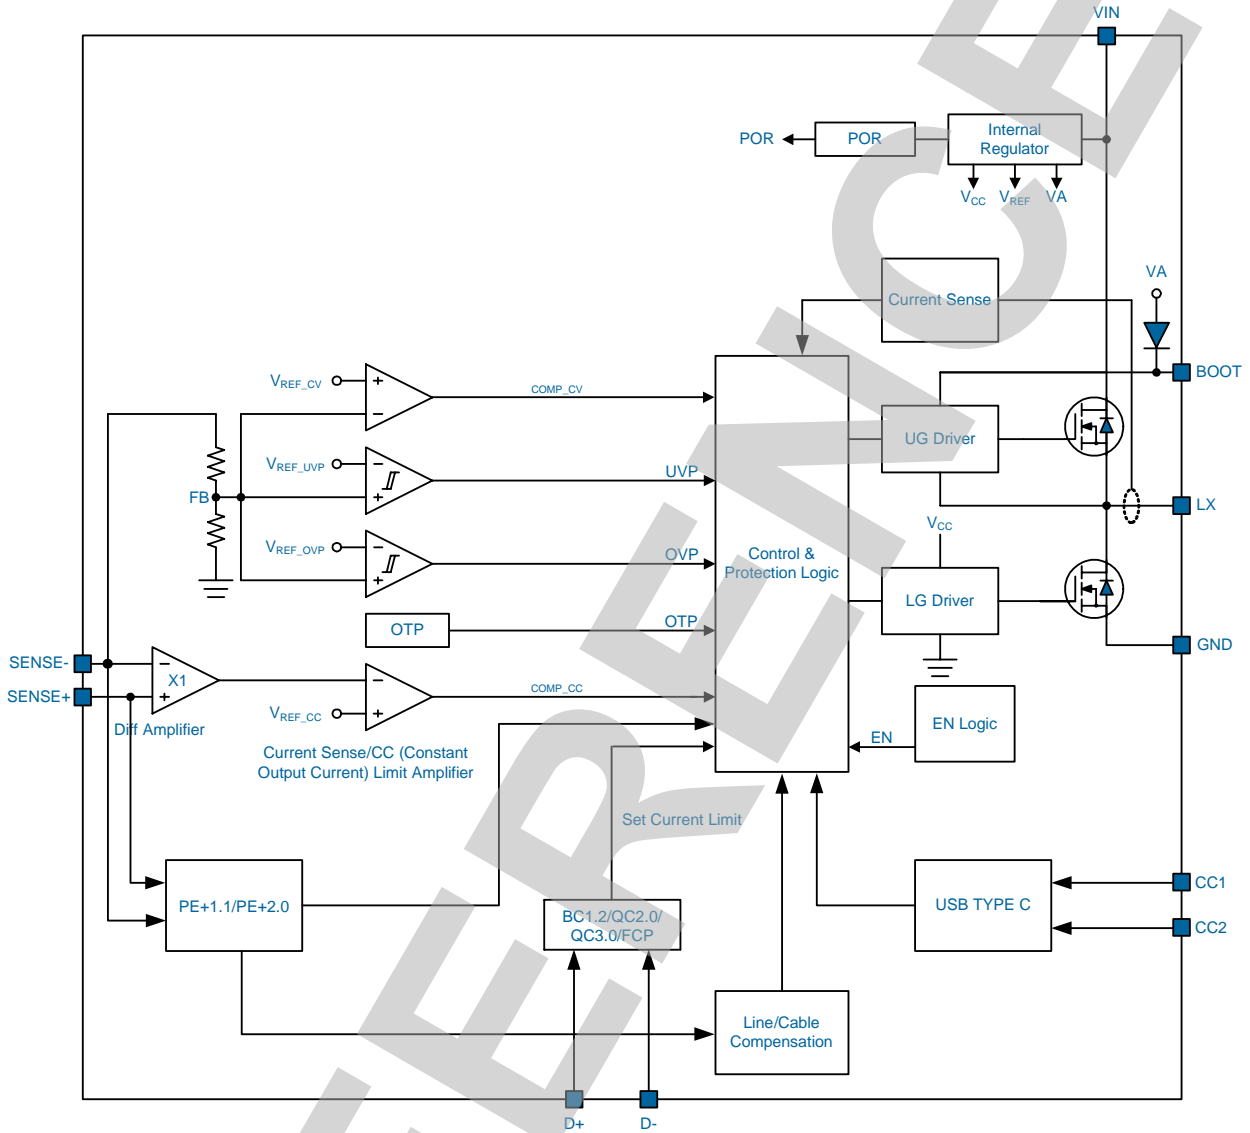 VIN
POR
POR
Internal
Regulator
VCC
VREF
VA
Current Sense
VA
BOOT
VREF_CV
+
−
COMP_CV
VREF_UVP
−
+
UVP
FB
VREF_OVP
−
+
OVP
UG Driver
LX
VCC
Control &
Protection Logic
LG Driver
OTP
OTP
GND
SENSE-
SENSE+
−
X1
+
Diff Amplifier
−
VREF_CC
+
COMP_CC
Current Sense/CC (Constant
Output Current) Limit Amplifier
EN
EN Logic
Set Current Limit
PE+1.1/PE+2.0
BC1.2/QC2.0/
QC3.0/FCP
USB TYPE C
CC1
CC2
Line/Cable
Compensation
D+
D-